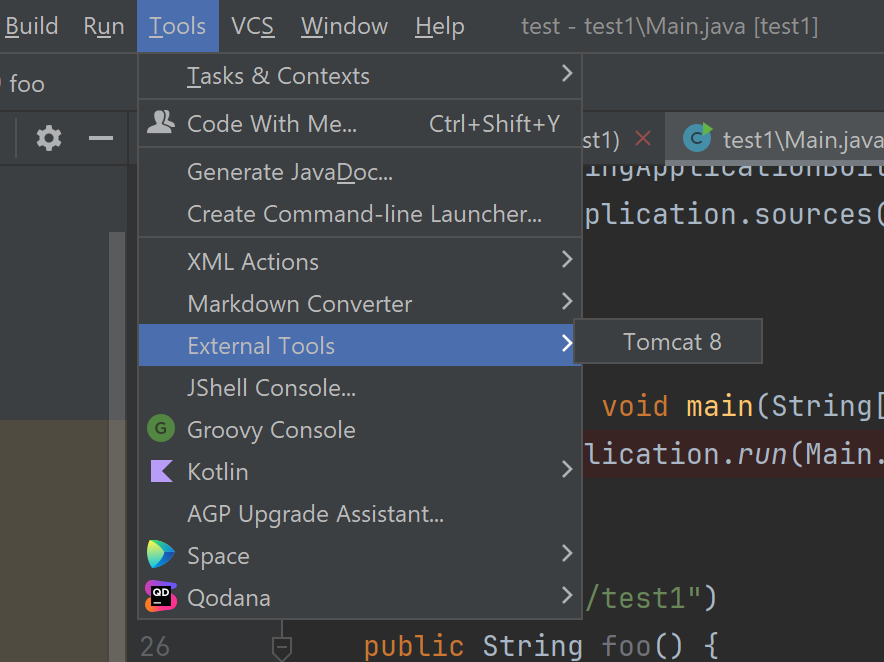 Build Run Tools VCS Window Help test - test1\Main.java [test1]
foo
Tasks & Contexts
Code With Me... Ctrl+Shift+Y
st1) C test1\Main.java
Generate JavaDoc...
plication.sources(
Create Command-line Launcher...
XML Actions
Markdown Converter
External Tools
Tomcat 8
JShell Console...
void main(String[
G Groovy Console
lication.run(Main.
Kotlin
AGP Upgrade Assistant...
Space
QD Qodana
/test1")
26 public String foo() {